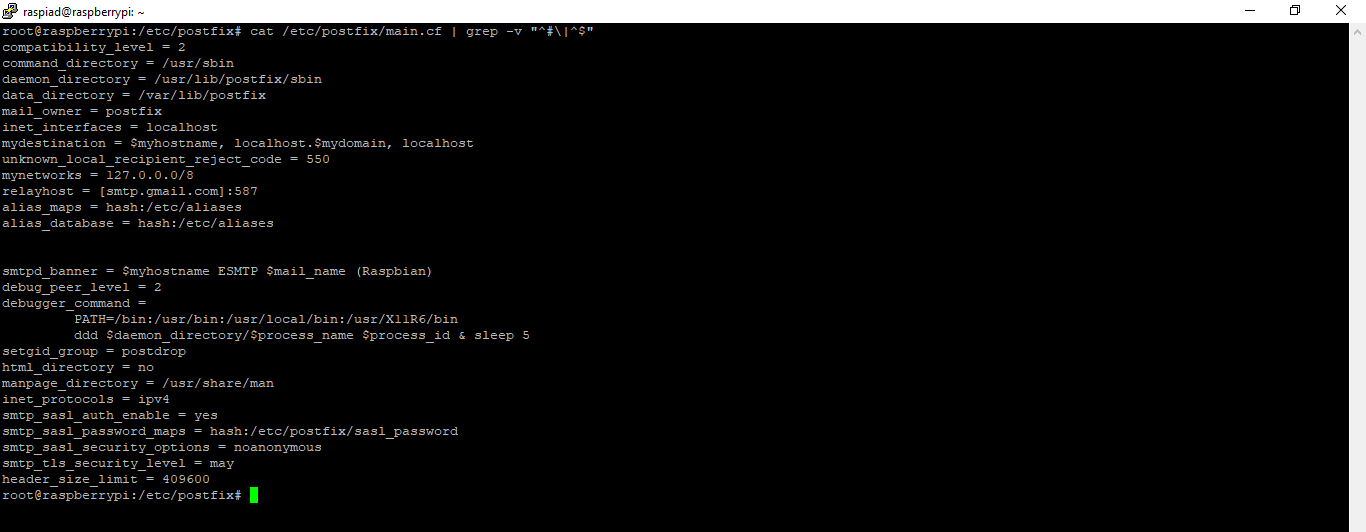 raspiad@raspberrypi: ~
root@raspberrypi:/etc/postfix# cat /etc/postfix/main.cf | grep -v "^#\|^$"
compatibility_level = 2
command_directory = /usr/sbin
daemon_directory = /usr/lib/postfix/sbin
data_directory = /var/lib/postfix
mail_owner = postfix
inet_interfaces = localhost
mydestination = $myhostname, localhost.$mydomain, localhost
unknown_local_recipient_reject_code = 550
mynetworks = 127.0.0.0/8
relayhost = [smtp.gmail.com]:587
alias_maps = hash:/etc/aliases
alias_database = hash:/etc/aliases
smtpd_banner = $myhostname ESMTP $mail_name (Raspbian)
debug_peer_level = 2
debugger_command =
PATH=/bin:/usr/bin:/usr/local/bin:/usr/X11R6/bin
ddd $daemon_directory/$process_name $process_id & sleep 5
setgid_group = postdrop
html_directory = no
manpage_directory = /usr/share/man
inet_protocols = ipv4
smtp_sasl_auth_enable = yes
smtp_sasl_password_maps = hash:/etc/postfix/sasl_password
smtp_sasl_security_options = noanonymous
smtp_tls_security_level = may
header_size_limit = 409600
root@raspberrypi:/etc/postfix#